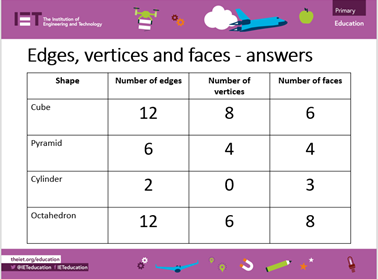 IET The Institution of
Engineering and Technology
Primary
Education
Edges, vertices and faces - answers
Shape Number of edges Number of vertices Number of faces
Cube 12 8 6
Pyramid 6 4 4
Cylinder 2 0 3
Octahedron 12 6 8
theiet.org/education
@IETeducation IETeducation